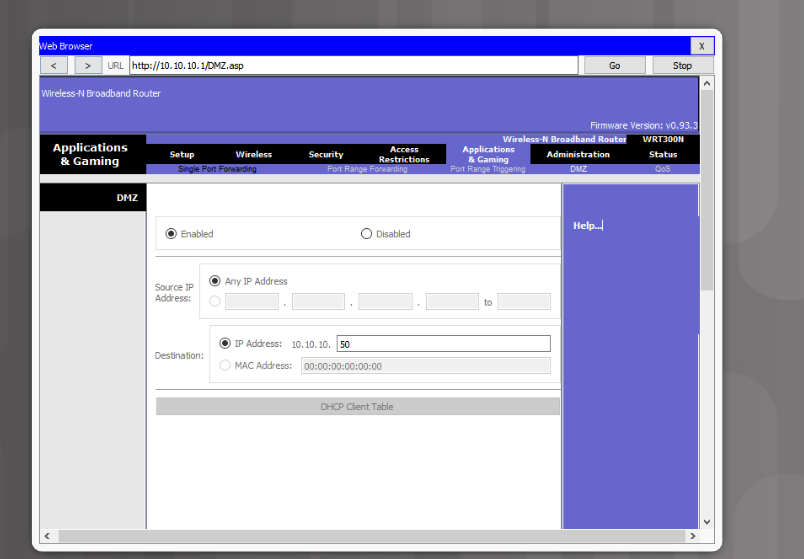 Web Browser X
< > URL http://10.10.10.1/DMZ.asp Go Stop
Wireless-N Broadband Router
Firmware Version: v0.93.3
Wireless-N Broadband Router WRT300N
Applications & Gaming
Setup Wireless Security Access Restrictions Applications & Gaming Administration Status
Single Port Forwarding Port Range Forwarding Port Range Triggering DMZ QoS
DMZ
Enabled Disabled
Help...
Source IP Address:
Any IP Address
. . . to
Destination:
IP Address: 10.10.10. 50
MAC Address: 00:00:00:00:00:00
DHCP Client Table